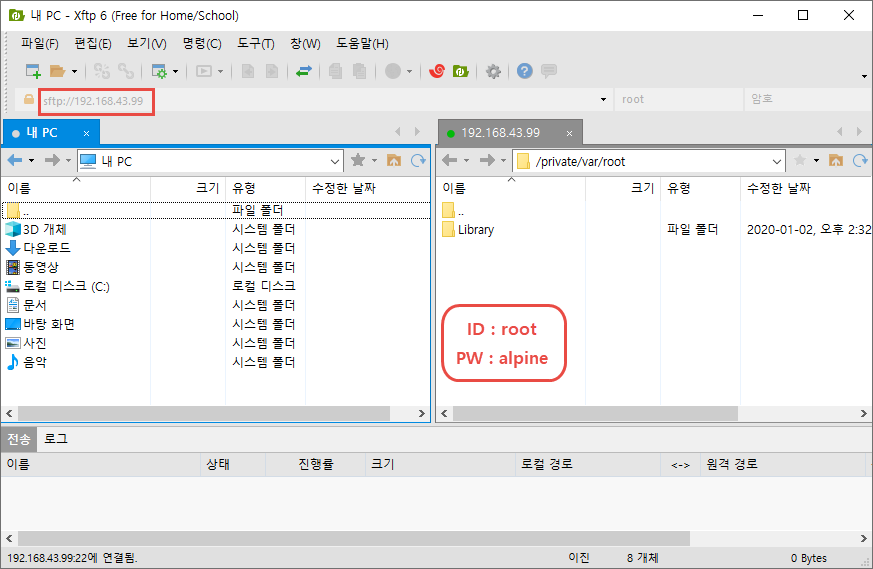 내 PC - Xftp 6 (Free for Home/School)
파일(F) 편집(E) 보기(V) 명령(C) 도구(T) 창(W) 도움말(H)
sftp://192.168.43.99 root 암호
내 PC × 192.168.43.99 ×
내 PC /private/var/root
이름 크기 유형 수정한 날짜 이름 크기 유형 수정한 날짜
.. 파일 폴더 ..
3D 개체 시스템 폴더 Library 파일 폴더 2020-01-02, 오후 2:32
다운로드 시스템 폴더
동영상 시스템 폴더
로컬 디스크 (C:) 로컬 디스크
문서 시스템 폴더
바탕 화면 시스템 폴더
사진 시스템 폴더
음악 시스템 폴더
ID : root
PW : alpine
전송 로그
이름 상태 진행률 크기 로컬 경로 <-> 원격 경로
192.168.43.99:22에 연결됨. 이진 8 개체 0 Bytes